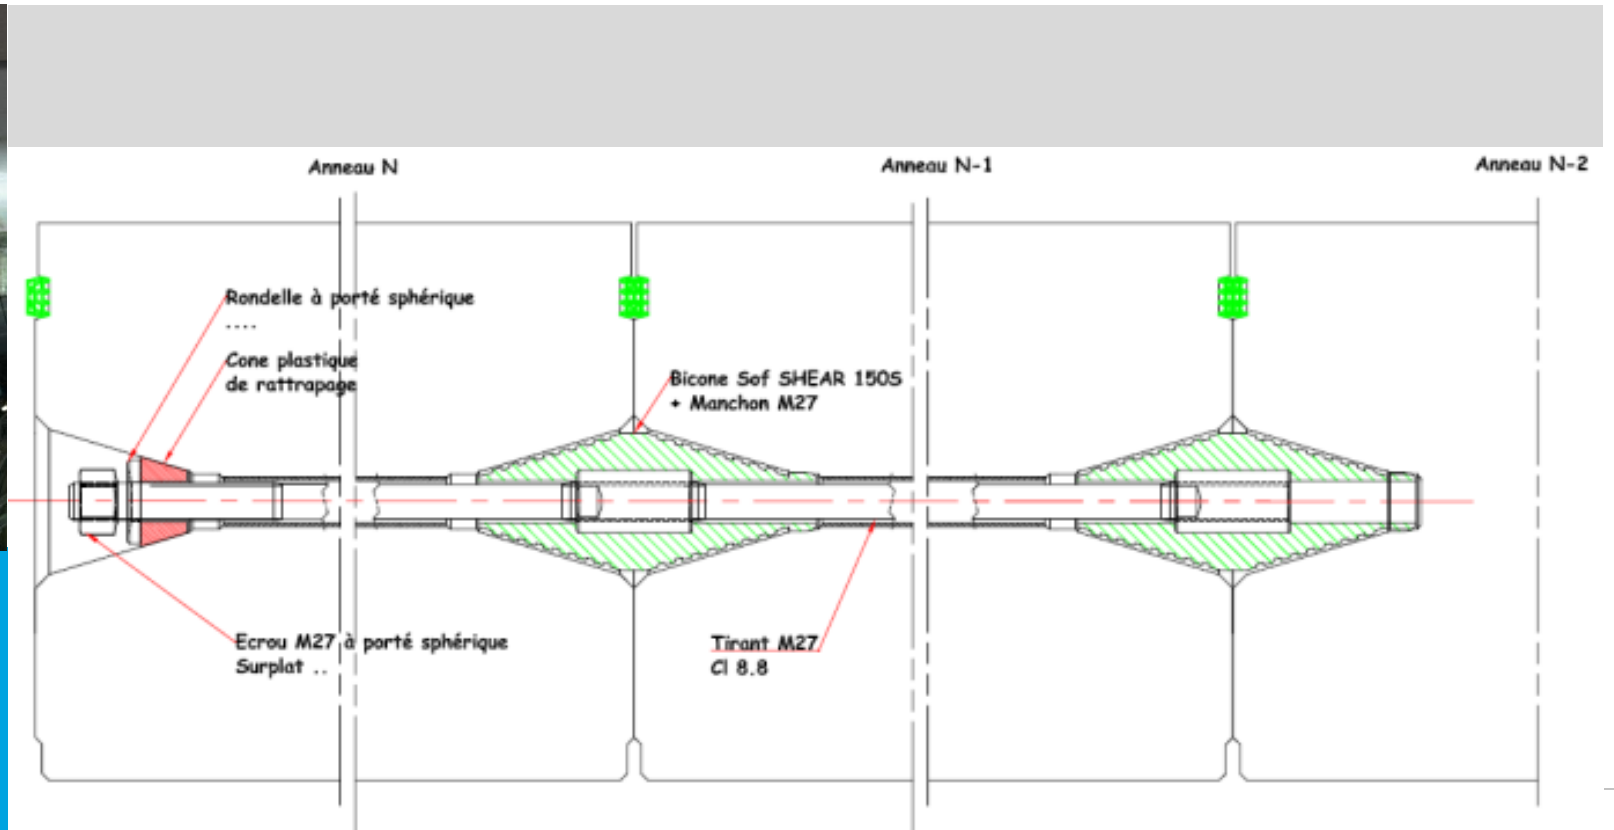 Anneau N
Anneau N-1
Anneau N-2
Rondelle à porté sphérique
....
Cone plastique
de rattrapage
Bicone Sof SHEAR 150S
+ Manchon M27
Ecrou M27 à porté sphérique
Surplat ..
Tirant M27
Cl 8.8